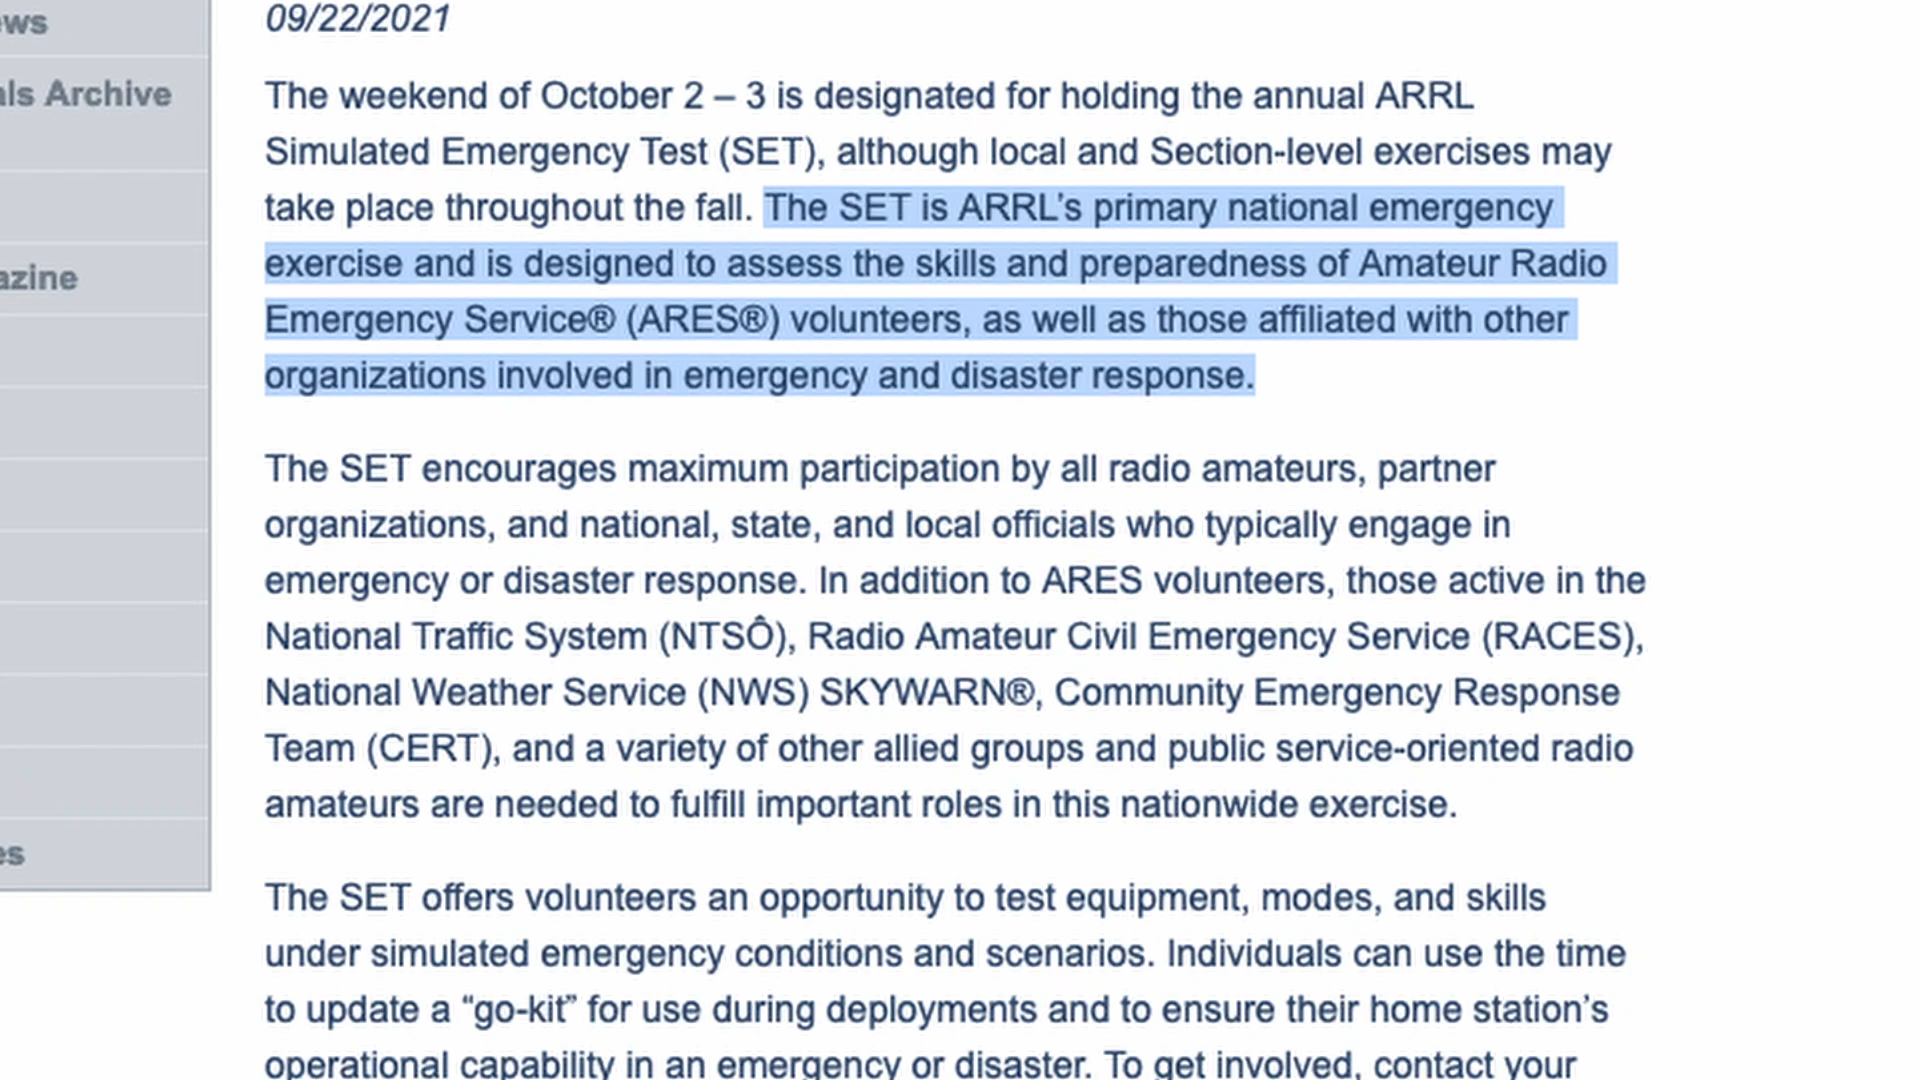 ws
09/22/2021
als Archive
The weekend of October 2 – 3 is designated for holding the annual ARRL
Simulated Emergency Test (SET), although local and Section-level exercises may
take place throughout the fall. The SET is ARRL’s primary national emergency
exercise and is designed to assess the skills and preparedness of Amateur Radio
azine
Emergency Service® (ARES®) volunteers, as well as those affiliated with other
organizations involved in emergency and disaster response.
The SET encourages maximum participation by all radio amateurs, partner
organizations, and national, state, and local officials who typically engage in
emergency or disaster response. In addition to ARES volunteers, those active in the
National Traffic System (NTSÔ), Radio Amateur Civil Emergency Service (RACES),
National Weather Service (NWS) SKYWARN®, Community Emergency Response
Team (CERT), and a variety of other allied groups and public service-oriented radio
amateurs are needed to fulfill important roles in this nationwide exercise.
es
The SET offers volunteers an opportunity to test equipment, modes, and skills
under simulated emergency conditions and scenarios. Individuals can use the time
to update a “go-kit” for use during deployments and to ensure their home station’s
operational capability in an emergency or disaster. To get involved, contact your